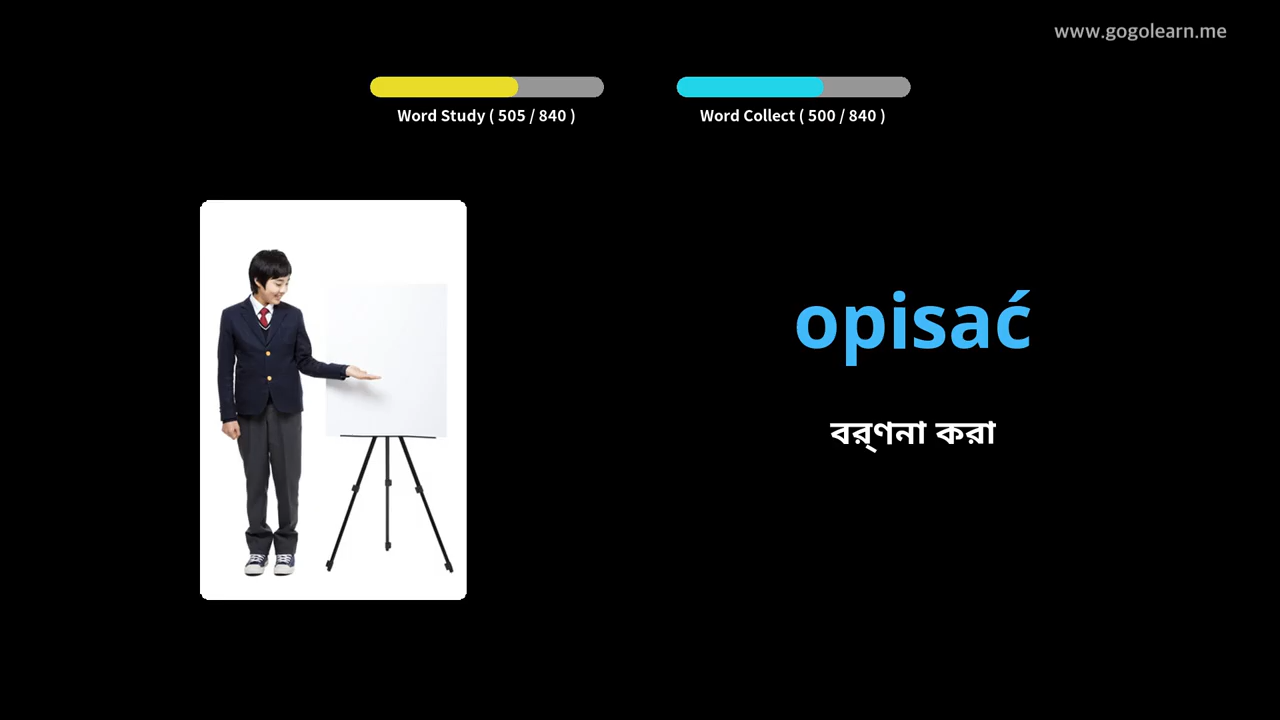 www.gogolearn.me
Word Study ( 505 / 840 )
Word Collect ( 500 / 840 )
opisać
বর্ণনা করা